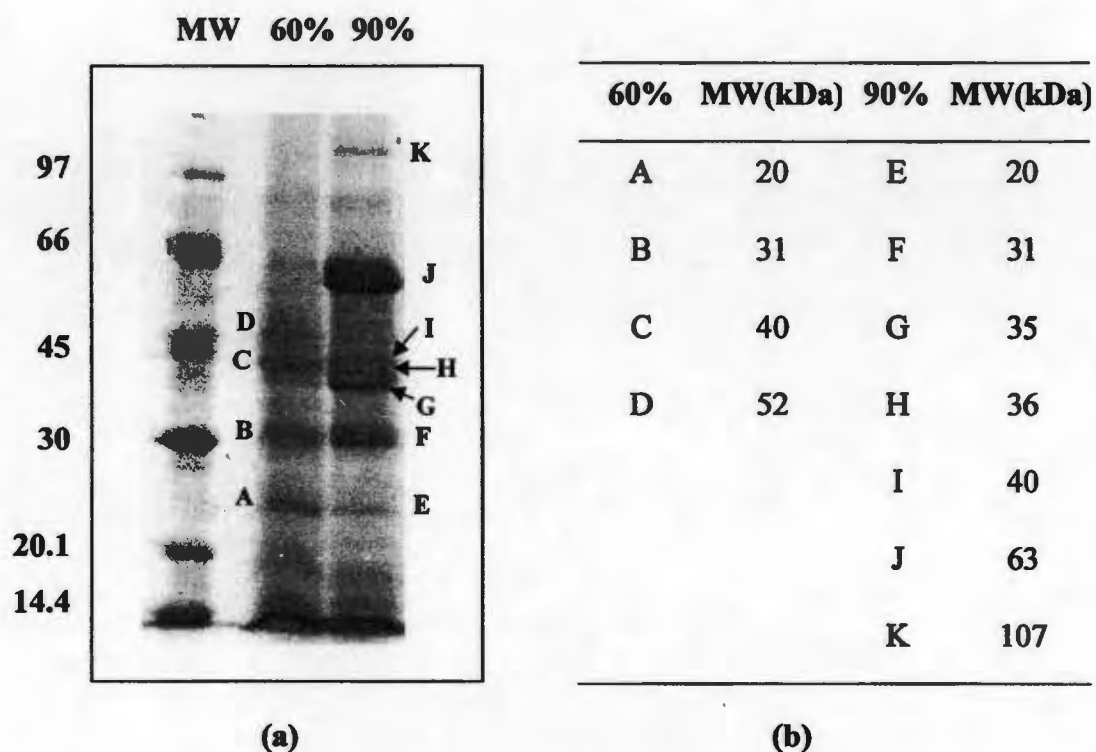 MW 60% 90%
97
66
45
30
20.1
14.4
K
J
D
I
C
H
G
B
F
A
E
(a)
60% MW(kDa) 90% MW(kDa)
A 20 E 20
B 31 F 31
C 40 G 35
D 52 H 36
I 40
J 63
K 107
(b)